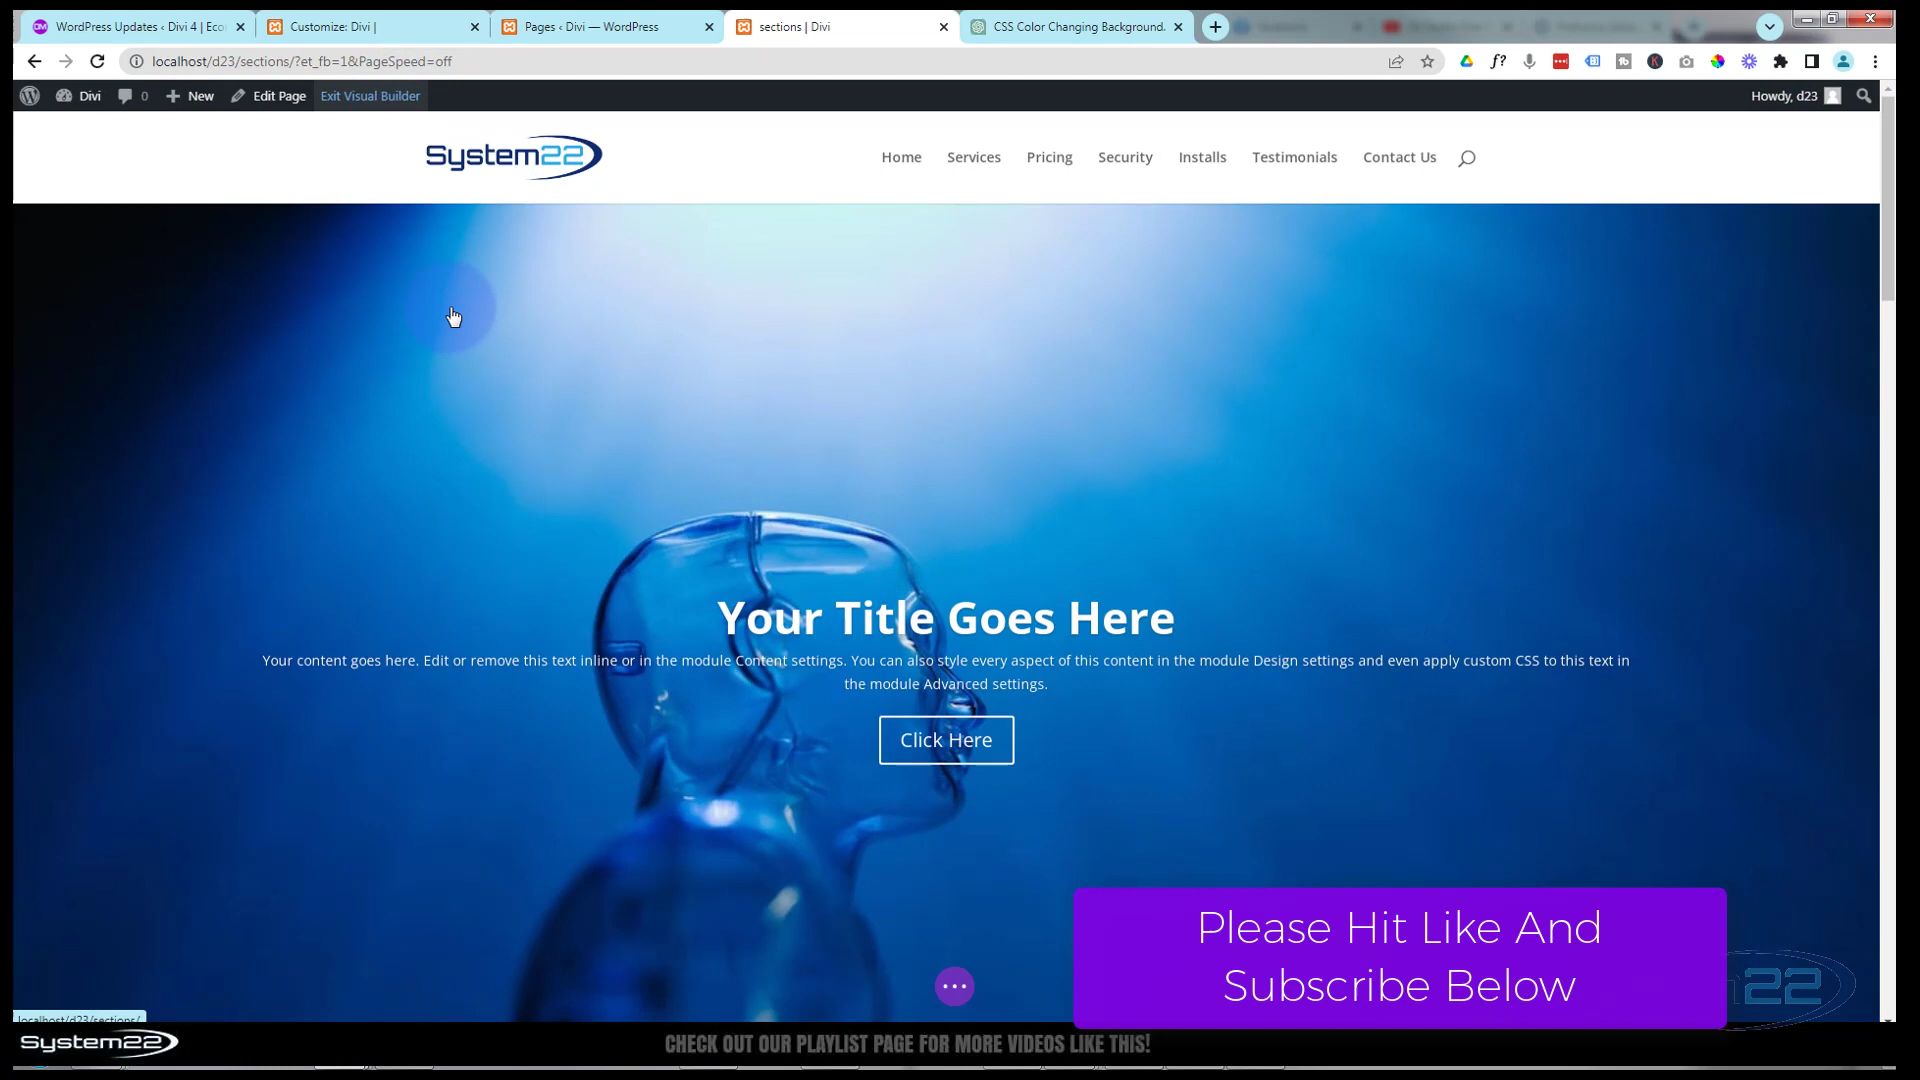 WordPress Updates ‹ Divi 4 | Eco
Customize: Divi |
Pages ‹ Divi — WordPress
sections | Divi
CSS Color Changing Background.
localhost/d23/sections/?et_fb=1&PageSpeed=off
Divi
0
New
Edit Page
Exit Visual Builder
Howdy, d23
System22
Home
Services
Pricing
Security
Installs
Testimonials
Contact Us
Your Title Goes Here
Your content goes here. Edit or remove this text inline or in the module Content settings. You can also style every aspect of this content in the module Design settings and even apply custom CSS to this text in
the module Advanced settings.
Click Here
Please Hit Like And
Subscribe Below
22
localhost/d23/sections/
System22
CHECK OUT OUR PLAYLIST PAGE FOR MORE VIDEOS LIKE THIS!